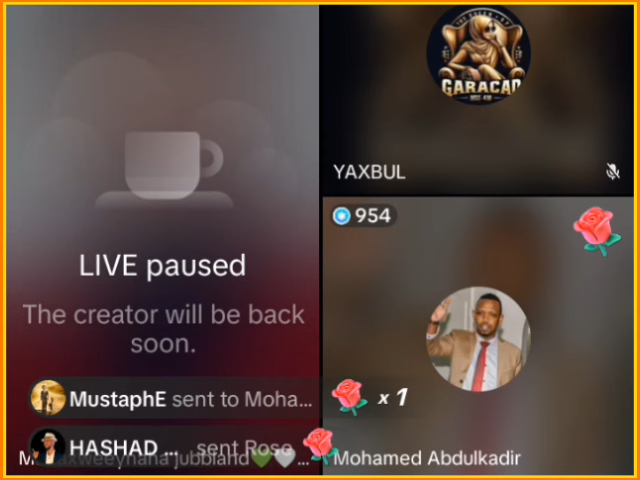 GARACAD
YAXBUL
954
LIVE paused
The creator will be back
soon.
MustaphE sent to Moha...
x 1
HASHAD ... sent Rose
jubbland💚🤍...
Mohamed Abdulkadir